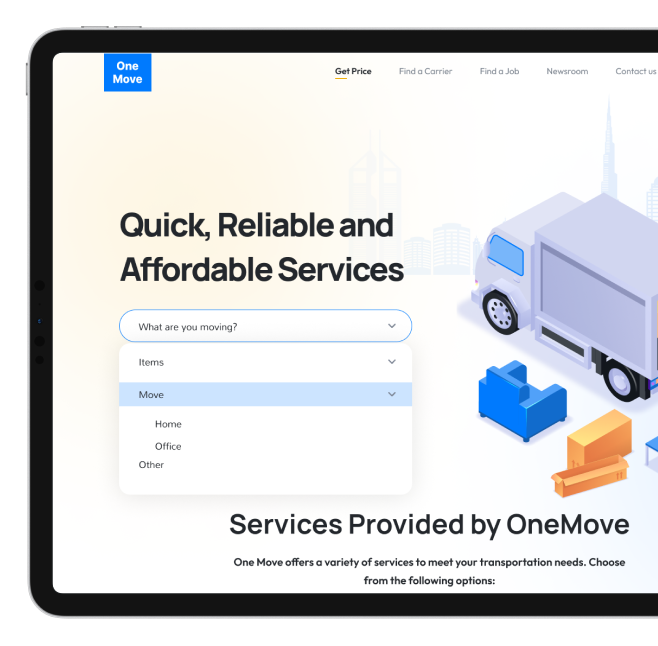 One
Move
Get Price
Find a Carrier
Find a Job
Newsroom
Contact us
Quick, Reliable and
Affordable Services
What are you moving?
Items
Move
Home
Office
Other
Services Provided by OneMove
One Move offers a variety of services to meet your transportation needs. Choose
from the following options: